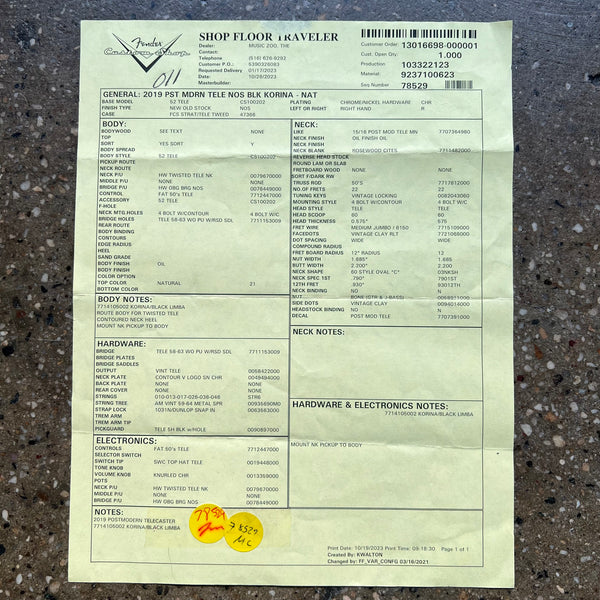 Fender
Custom Shop
011
SHOP FLOOR TRAVELER
Dealer: MUSIC ZOO, THE
Contact:
Telephone (516) 626-9292
Customer P.O.: 5390326083
Requested Delivery 01/17/2023
Date: 10/28/2023
Masterbuilder:
Customer Order 13016698-000001
Cust. Open Qty. 1.000
Production 103322123
Material 9237100623
Serial No(s) 78529
GENERAL: 2019 PST MDRN TELE NOS BLK KORINA - NAT
BASE MODEL 52 TELE CS100202 PLATING CHROME/NICKEL HARDWARE CHR
FINISH TYPE NEW OLD STOCK NOS LEFT OR RIGHT RIGHT HAND R
CASE FCS STRAT/TELE TWEED 47366
BODY:
BODYWOOD SEE TEXT NONE
TOP
SORT YES SORT Y
BODY SPREAD
BODY STYLE 52 TELE CS100202
PICKUP ROUTE
NECK ROUTE
NECK P/U HW TWISTED TELE NK 0079670000
MIDDLE P/U NONE NONE
BRIDGE P/U HW OBG BRG NOS 0078449000
CONTROL FAT 50's TELE 7712447000
ACCESSORY 52 TELE CS100202
F-HOLE
NECK MTG HOLES 4 BOLT W/CONTOUR 4 BOLT W/C
BRIDGE HOLES TELE 58-63 WO PU W/RSD SDL 7711153009
REAR ROUTE
BODY BINDING
CONTOURS
EDGE RADIUS
HEEL
SAND GRADE
BODY FINISH OIL
BODY FINISH
COLOR OPTION
TOP COLOR NATURAL 21
BOTTOM COLOR
BODY NOTES:
7714105002 KORINA/BLACK LIMBA
ROUTE BODY FOR TWISTED TELE
CONTOURED NECK HEEL
MOUNT NK PICKUP TO BODY
HARDWARE:
BRIDGE TELE 58-63 WO PU W/RSD SDL 7711153009
BRIDGE PLATES
BRIDGE SADDLES
OUTPUT VINT TELE 0058422000
NECK PLATE CONTOUR V LOGO SN CHR 0049494000
BACK PLATE NONE NONE
REAR COVER NONE NONE
STRINGS 010-013-017-026-036-046 STR6
STRING TREE AM VINT 59-64 METAL SPR 0093649​0M0
STRAP LOCK 1031N/DUNLOP SNAP IN 0063663000
TREM ARM
TREM ARM TIP
PICKGUARD TELE 5H BLK w/HOLE 0090897000
ELECTRONICS:
CONTROLS FAT 50's TELE 7712447000
SELECTOR SWITCH
SWITCH TIP SWC TOP HAT TELE 0019448000
TONE KNOB
VOLUME KNOB KNURLED CHR 0013359000
POTS
NECK P/U HW TWISTED TELE NK 0079670000
MIDDLE P/U NONE NONE
BRIDGE P/U HW OBG BRG NOS 0078449000
NOTES:
2019 POSTMODERN TELECASTER
7714105002 KORINA/BLACK LIMBA
78529
MC
NECK:
LIKE 15/16 POST MOD TELE MN 7707364980
NECK FINISH OIL FINISH OIL
NECK FINISH
NECK BLANK ROSEWOOD CITES 7711482000
REVERSE HEAD STOCK
ROUND LAM OR SLAB
FRETBOARD WOOD NONE NONE
SORT F/DARK RW
TRUSS ROD 50'S 7717812000
NO.OF FRETS 22 22
TUNING KEYS VINTAGE LOCKING 0082043060
MOUNTING STYLE 4 BOLT W/CONTOUR 4 BOLT W/C
HEAD STYLE TELE TELE
HEAD SCOOP 60 60
HEAD THICKNESS 0.575" 575
FRET WIRE MEDIUM JUMBO / 6150 7715109000
FACEDOTS VINTAGE CLAY RLT 7721068000
DOT SPACING WIDE WIDE
COMPOUND RADIUS
FRET BOARD RADIUS 12" RADIUS 12
NUT WIDTH 1.685" 1.685
BUTT WIDTH 2.200" 2.200
NECK SHAPE 60 STYLE OVAL "C" 03NKSH
NECK SPEC 1ST .790" 79011ST
12TH FRET .930" 93012TH
NECK BINDING NO N
NUT BONE (GTR & J-BASS)
SIDE DOTS VINTAGE CLAY 0094014000
HEADSTOCK BINDING NO N
DECAL POST MOD TELE 7707381000
NECK NOTES:
HARDWARE & ELECTRONICS NOTES:
7714105002 KORINA/BLACK LIMBA
MOUNT NK PICKUP TO BODY
Print Date: 10/19/2023 Print Time: 09:18:30 Page 1 of 1
Created By: KWALTON
Changed by: FF_VAR_CONFG 03/16/2021